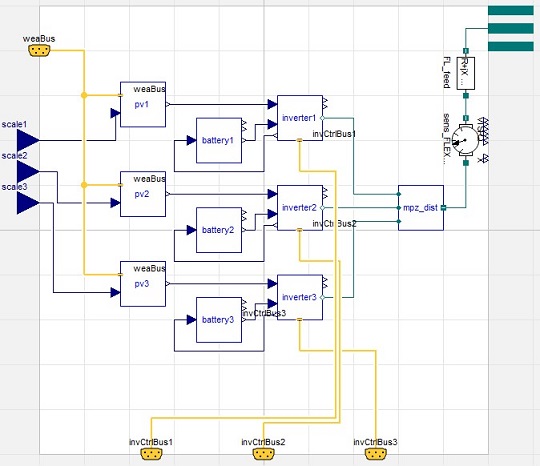 weaBus
scale1
scale2
scale3
weaBus
pv1
battery1
inverter1
invCtrlBus1
weaBus
pv2
battery2
inverter2
invCtrlBus2
mpz_dist
weaBus
pv3
battery3
inverter3
invCtrlBus3
R+jX
...
FL_feed
sens_FLEX...
invCtrlBus1
invCtrlBus2
invCtrlBus3